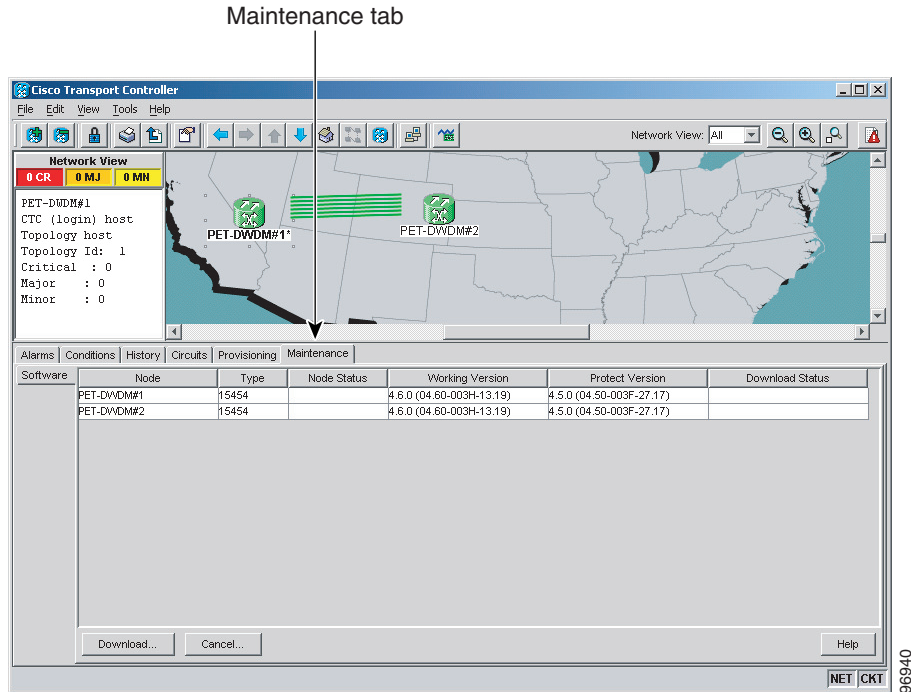 Maintenance tab
Cisco Transport Controller
File Edit View Tools Help
Network View: All
Network View
0 CR 0 MJ 0 MN
PET-DWDM#1
CTC (login) host
Topology host
Topology Id: 1
Critical : 0
Major : 0
Minor : 0
PET-DWDM#1*
PET-DWDM#2
Alarms Conditions History Circuits Provisioning Maintenance
Software
Node Type Node Status Working Version Protect Version Download Status
PET-DWDM#1 15454 4.6.0 (04.60-003H-13.19) 4.5.0 (04.50-003F-27.17)
PET-DWDM#2 15454 4.6.0 (04.60-003H-13.19) 4.5.0 (04.50-003F-27.17)
Download... Cancel... Help
NET CKT
96940